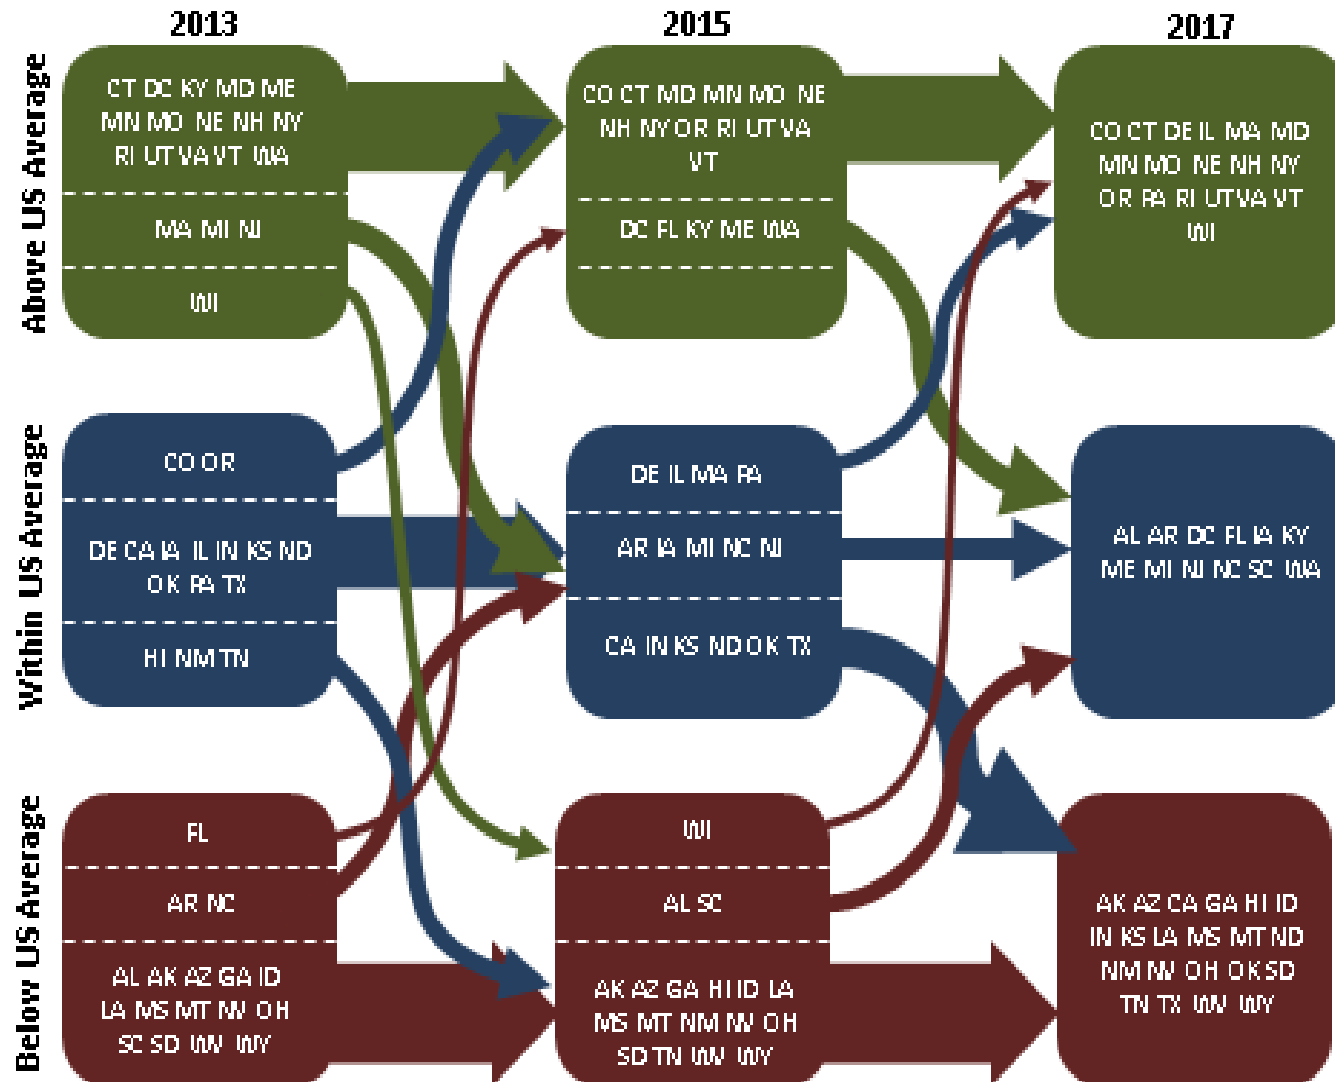 2013
2015
2017
Above US Average
CT DC KY MD ME
MN MO NE NH NY
RI UT VA VT WA
MA MI NJ
WI
CO CT MD MN MO NE
NH NY OR RI UT VA
VT
DC FL KY ME WA
CO CT DE IL MA MD
MN MO NE NH NY
OR PA RI UT VA VT
WI
Within US Average
CO OR
DE CA IA IL IN KS ND
OK PA TX
HI NM TN
DE IL MA PA
AR IA MI NC NJ
CA IN KS ND OK TX
AL AR DC FL IA KY
ME MI NJ NC SC WA
Below US Average
FL
AR NC
AL AK AZ GA ID
LA MS MT NV OH
SC SD WV WY
WI
AL SC
AK AZ GA HI ID LA
MS MT NM NV OH
SD TN WV WY
AK AZ CA GA HI ID
IN KS LA MS MT ND
NM NV OH OK SD
TN TX WV WY